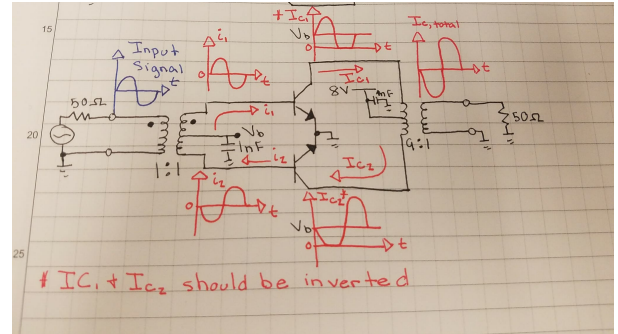 15
+ Ic1
Ic, total
Vb
t
i1
Input
Signal
t
t
t
0
0
Ic1
50Ω
8V
1nF
i1
50Ω
20
Vb
1nF
i2
Ic2
9:1
1:1
i2
Ic2
+
0
t
Vb
0
t
25
* IC1 & Ic2 should be inverted